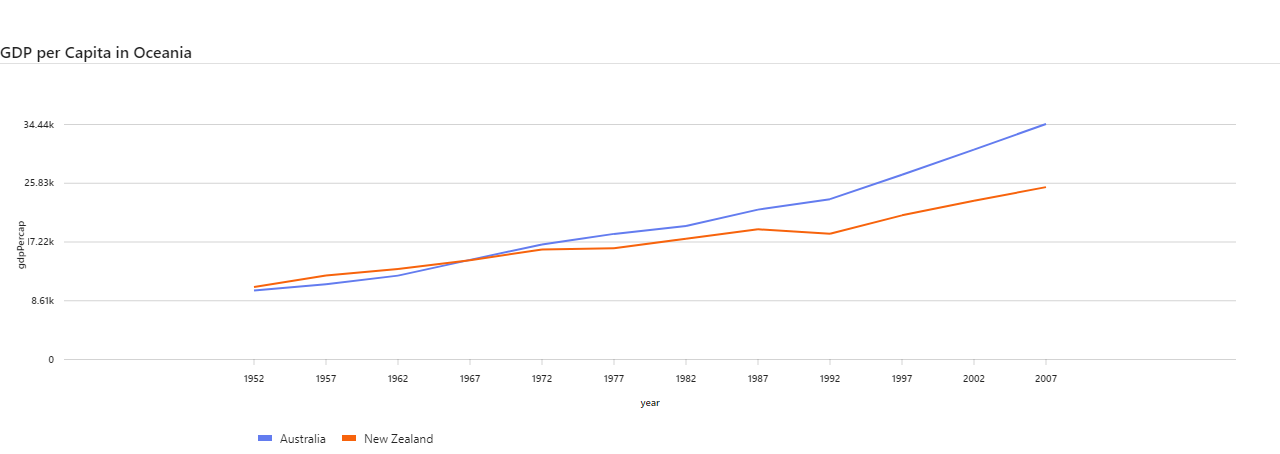 GDP per Capita in Oceania
34.44k
25.83k
17.22k
8.61k
0
gdpPercap
1952 1957 1962 1967 1972 1977 1982 1987 1992 1997 2002 2007
year
Australia New Zealand